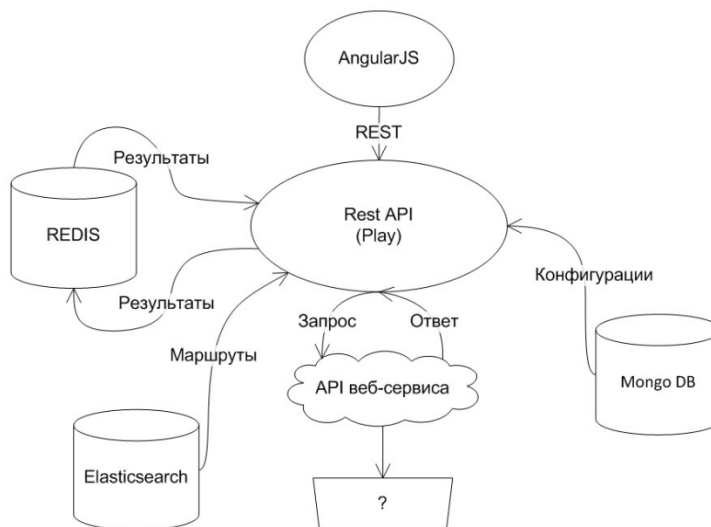 AngularJS
REST
Результаты
REDIS
Rest API
(Play)
Конфигурации
Результаты
Запрос
Ответ
Маршруты
API веб-сервиса
Mongo DB
Elasticsearch
?